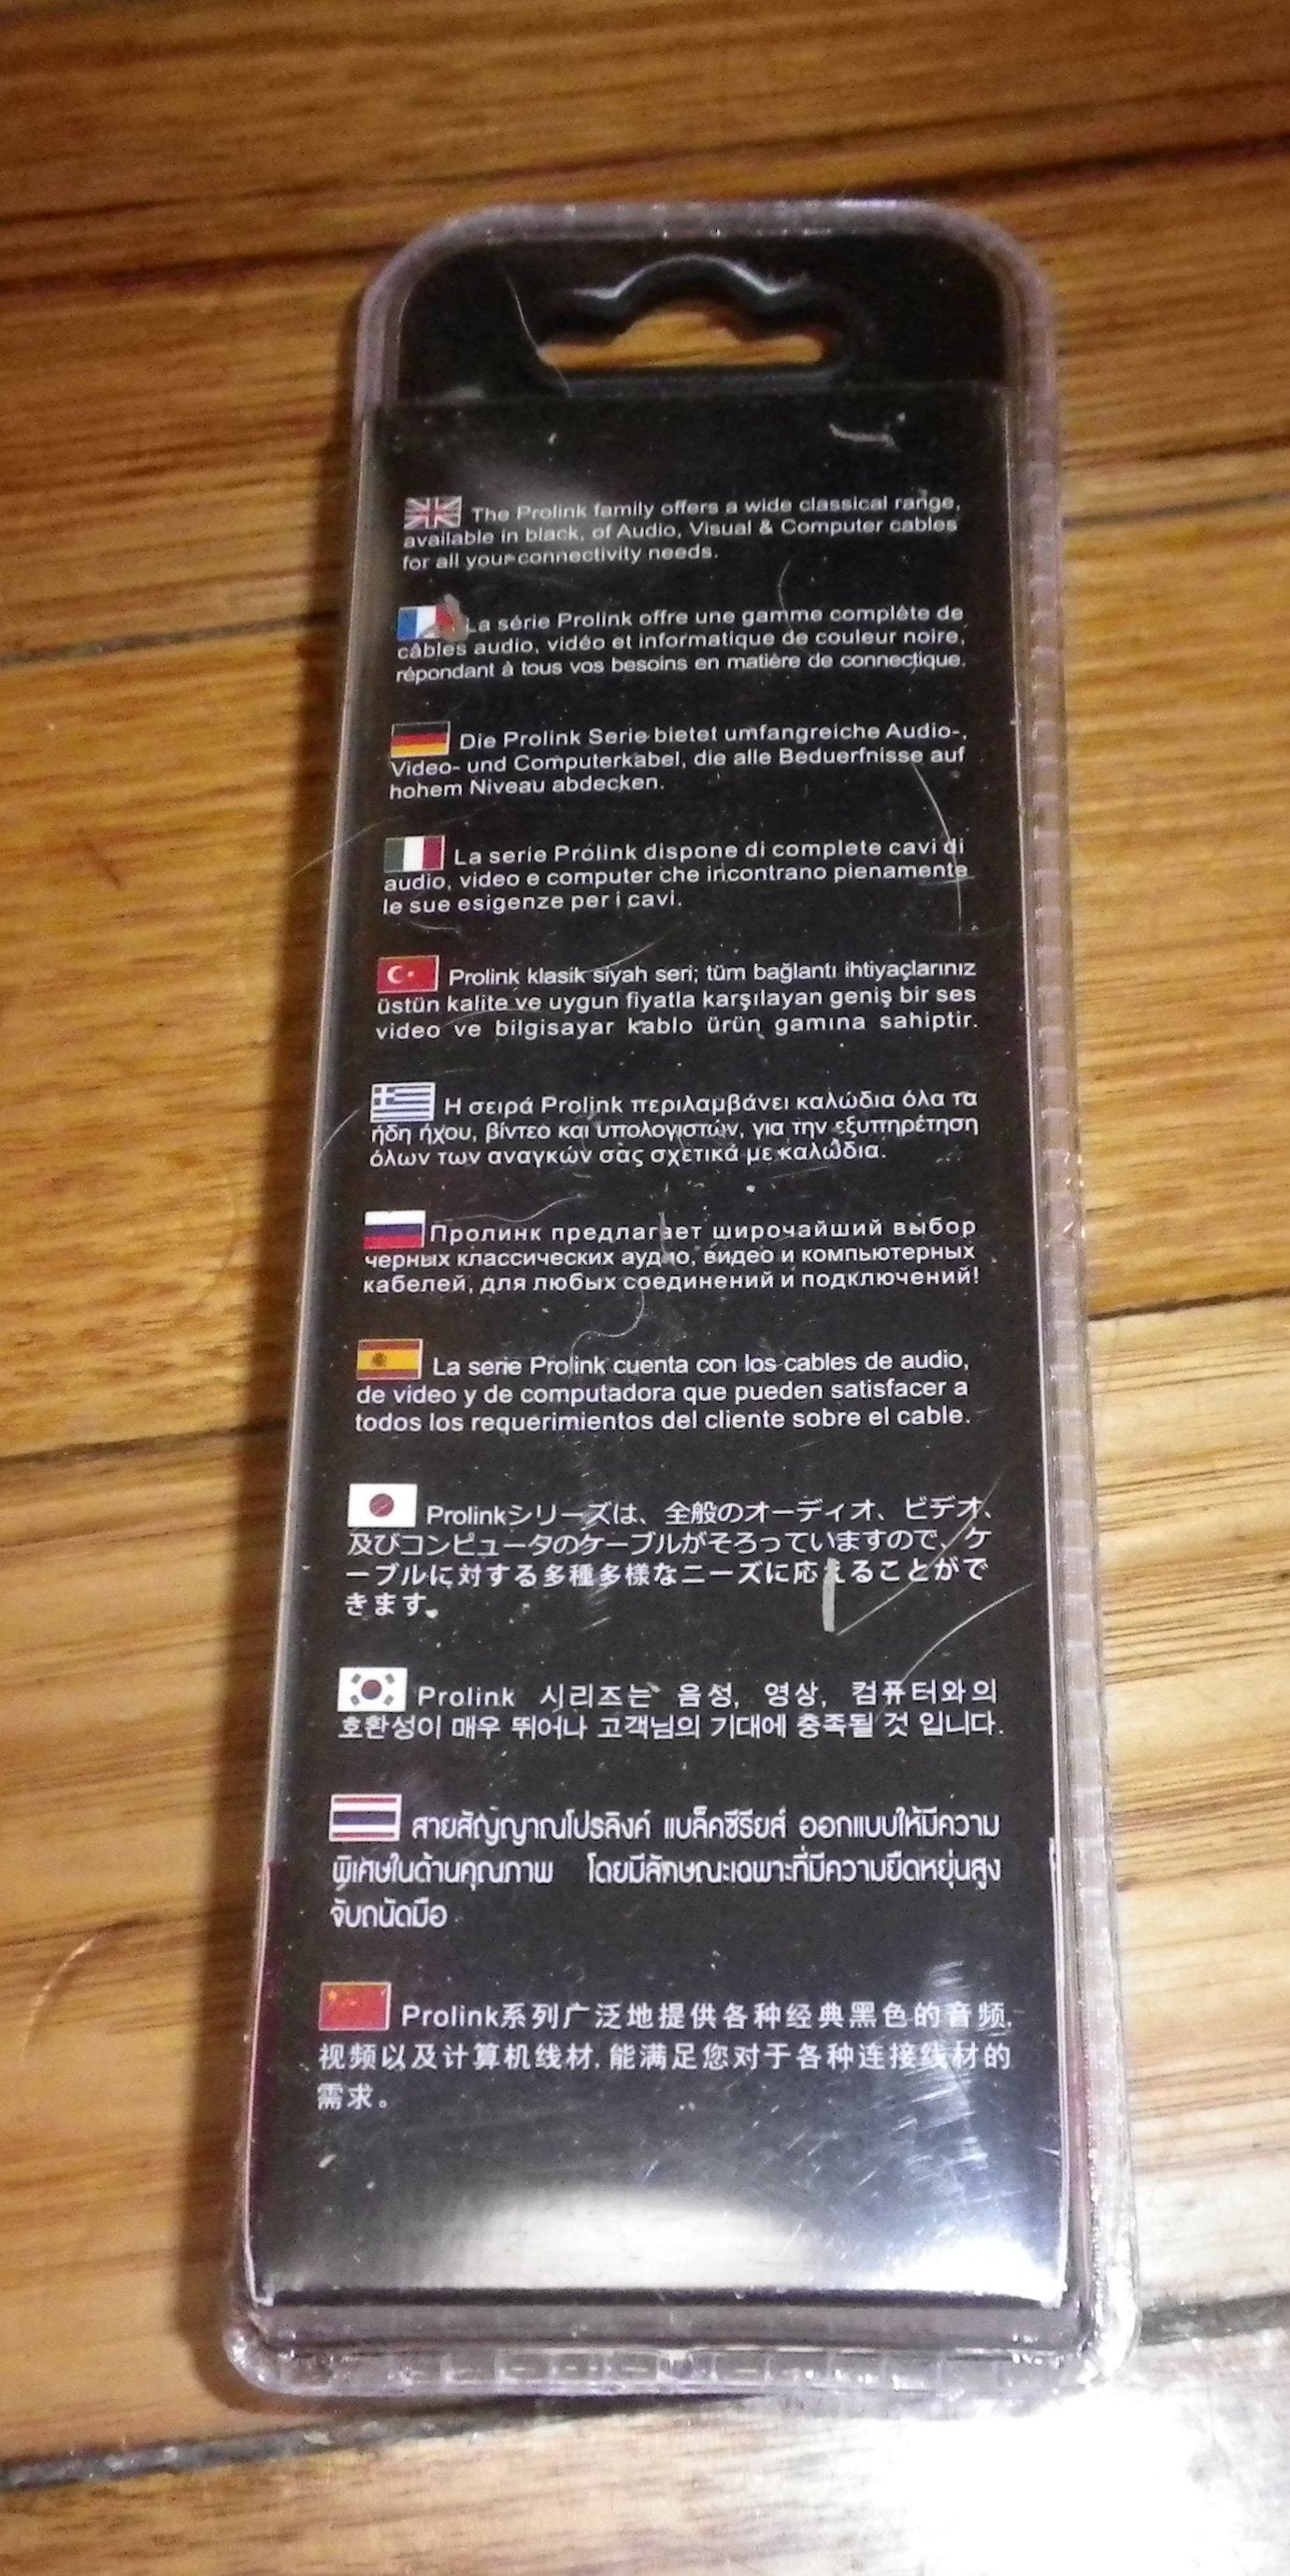 The Prolink family offers a wide classical range,
available in black, of Audio, Visual & Computer cables
for all your connectivity needs.
La série Prolink offre une gamme complète de
câbles audio, vidéo et informatique de couleur noire,
répondant à tous vos besoins en matière de connectique.
Die Prolink Serie bietet umfangreiche Audio-,
Video- und Computerkabel, die alle Beduerfnisse auf
hohem Niveau abdecken.
La serie Prolink dispone di complete cavi di
audio, video e computer che incontrano pienamente
le sue esigenze per i cavi.
Prolink klasik siyah seri; tüm bağlantı ihtiyaçlarınız
üstün kalite ve uygun fiyatla karşılayan geniş bir ses
video ve bilgisayar kablo ürün gamına sahiptir.
Η σειρά Prolink περιλαμβάνει καλώδια όλα τα
ήδη ήχου, βίντεο και υπολογιστών, για την εξυπηρέτηση
όλων των αναγκών σας σχετικά με καλώδια.
Пролинк предлагает широчайший выбор
черных классических аудио, видео и компьютерных
кабелей, для любых соединений и подключений!
La serie Prolink cuenta con los cables de audio,
de video y de computadora que pueden satisfacer a
todos los requerimientos del cliente sobre el cable.
Prolinkシリーズは、全般のオーディオ、ビデオ、
及びコンピュータのケーブルがそろっていますので、ケ
ーブルに対する多種多様なニーズに応えることがで
きます。
Prolink 시리즈는 음성, 영상, 컴퓨터와의
호환성이 매우 뛰어나 고객님의 기대에 충족될 것 입니다.
สายสัญญาณโปรลิงค์ แบล็คซีรียส์ ออกแบบให้มีความ
พิเศษในด้านคุณภาพ โดยมีลักษณะเฉพาะที่มีความยืดหยุ่นสูง
จับถนัดมือ
Prolink系列广泛地提供各种经典黑色的音频,
视频以及计算机线材,能满足您对于各种连接线材的
需求。